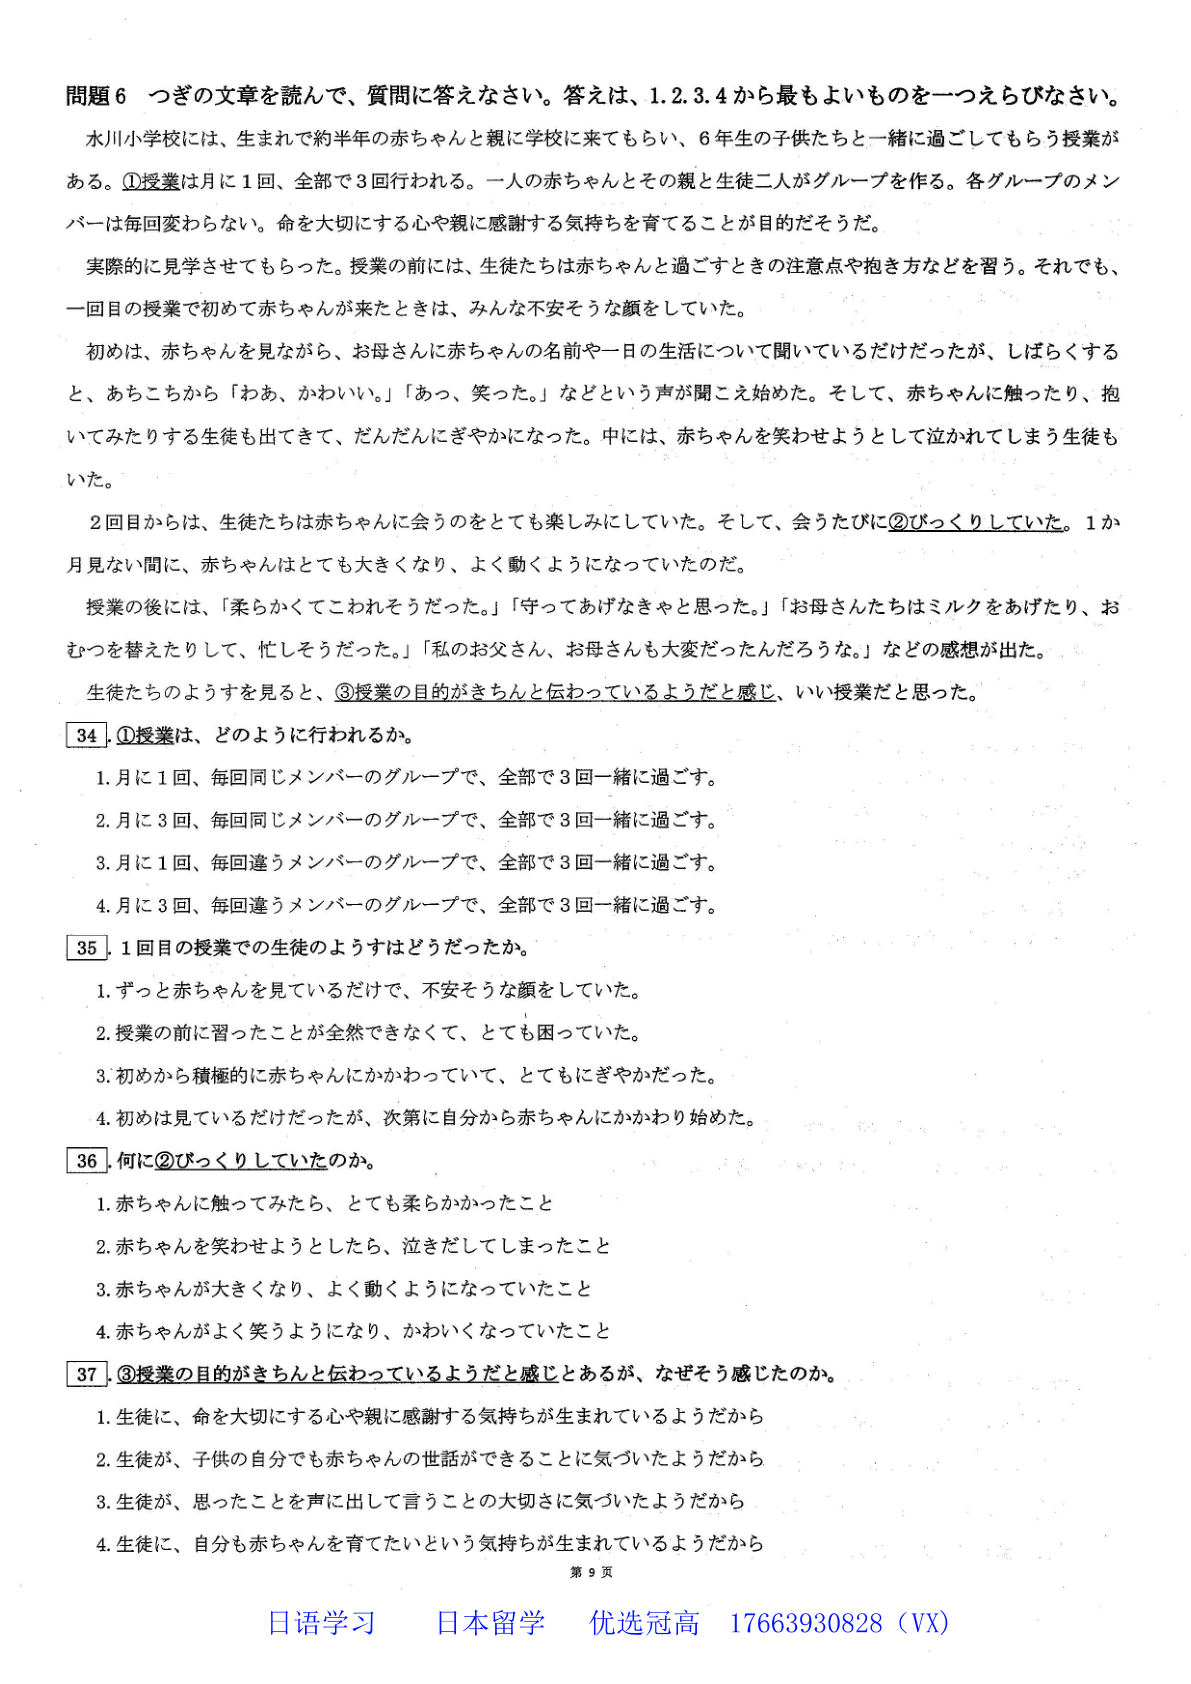 問題6　つぎの文章を読んで、質問に答えなさい。答えは、1.2.3.4から最もよいものを一つえらびなさい。
水川小学校には、生まれで約半年の赤ちゃんと親に学校に来てもらい、6年生の子供たちと一緒に過ごしてもらう授業が
ある。①授業は月に1回、全部で3回行われる。一人の赤ちゃんとその親と生徒二人がグループを作る。各グループのメン
バーは毎回変わらない。命を大切にする心や親に感謝する気持ちを育てることが目的だそうだ。
実際的に見学させてもらった。授業の前には、生徒たちは赤ちゃんと過ごすときの注意点や抱き方などを習う。それでも、
一回目の授業で初めて赤ちゃんが来たときは、みんな不安そうな顔をしていた。
初めは、赤ちゃんを見ながら、お母さんに赤ちゃんの名前や一日の生活について聞いているだけだったが、しばらくする
と、あちこちから「わあ、かわいい。」「あっ、笑った。」などという声が聞こえ始めた。そして、赤ちゃんに触ったり、抱
いてみたりする生徒も出てきて、だんだんにぎやかになった。中には、赤ちゃんを笑わせようとして泣かれてしまう生徒も
いた。
2回目からは、生徒たちは赤ちゃんに会うのをとても楽しみにしていた。そして、会うたびに②びっくりしていた。1か
月見ない間に、赤ちゃんはとても大きくなり、よく動くようになっていたのだ。
授業の後には、「柔らかくてこわれそうだった。」「守ってあげなきゃと思った。」「お母さんたちはミルクをあげたり、お
むつを替えたりして、忙しそうだった。」「私のお父さん、お母さんも大変だったんだろうな。」などの感想が出た。
生徒たちのようすを見ると、③授業の目的がきちんと伝わっているようだと感じ、いい授業だと思った。
34.①授業は、どのように行われるか。
1.月に1回、毎回同じメンバーのグループで、全部で3回一緒に過ごす。
2.月に3回、毎回同じメンバーのグループで、全部で3回一緒に過ごす。
3.月に1回、毎回違うメンバーのグループで、全部で3回一緒に過ごす。
4.月に3回、毎回違うメンバーのグループで、全部で3回一緒に過ごす。
35.1回目の授業での生徒のようすはどうだったか。
1.ずっと赤ちゃんを見ているだけで、不安そうな顔をしていた。
2.授業の前に習ったことが全然できなくて、とても困っていた。
3.初めから積極的に赤ちゃんにかかわっていて、とてもにぎやかだった。
4.初めは見ているだけだったが、次第に自分から赤ちゃんにかかわり始めた。
36.何に②びっくりしていたのか。
1.赤ちゃんに触ってみたら、とても柔らかかったこと
2.赤ちゃんを笑わせようとしたら、泣きだしてしまったこと
3.赤ちゃんが大きくなり、よく動くようになっていたこと
4.赤ちゃんがよく笑うようになり、かわいくなっていたこと
37.③授業の目的がきちんと伝わっているようだと感じとあるが、なぜそう感じたのか。
1.生徒に、命を大切にする心や親に感謝する気持ちが生まれているようだから
2.生徒が、子供の自分でも赤ちゃんの世話ができることに気づいたようだから
3.生徒が、思ったことを声に出して言うことの大切さに気づいたようだから
4.生徒に、自分も赤ちゃんを育てたいという気持ちが生まれているようだから
第 9 页
日语学习　　日本留学　　优选冠高　17663930828（VX)